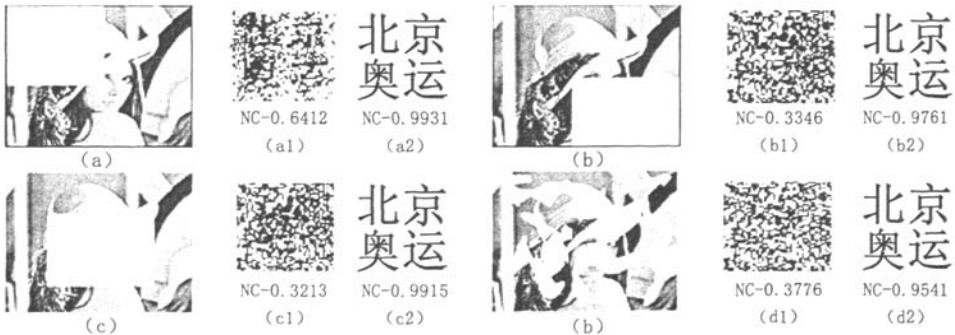 北京
奥运
NC-0.6412 NC-0.9931
(a) (a1) (a2)
北京
奥运
NC-0.3346 NC-0.9761
(b) (b1) (b2)
北京
奥运
NC-0.3213 NC-0.9915
(c) (c1) (c2)
北京
奥运
NC-0.3776 NC-0.9541
(b) (d1) (d2)